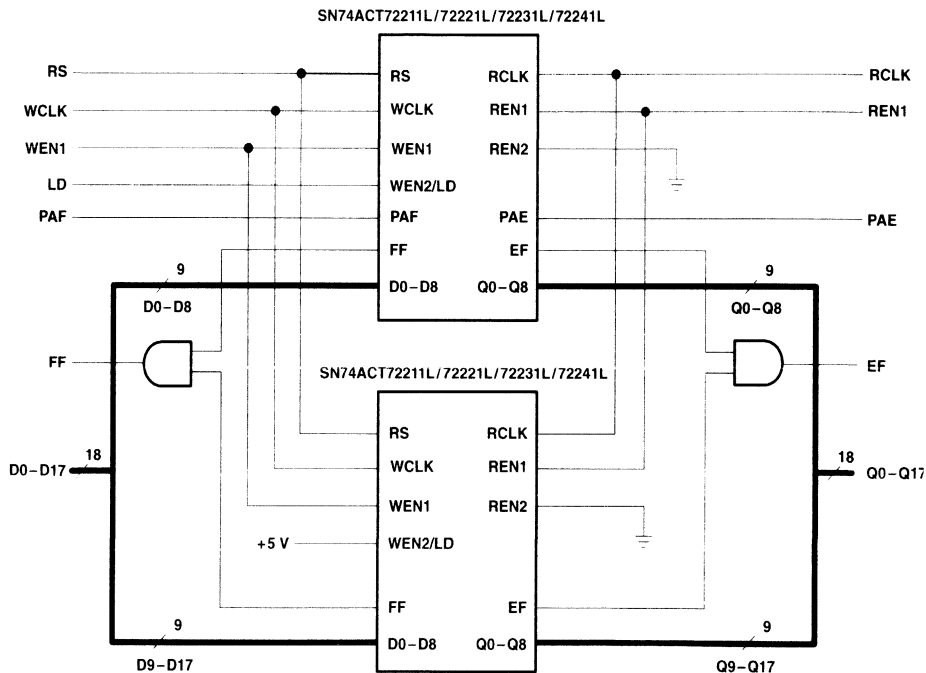 SN74ACT72211L/72221L/72231L/72241L
RS RS RCLK RCLK
WCLK WCLK REN1 REN1
WEN1 WEN1 REN2
LD WEN2/LD
PAF PAF PAE PAE
FF EF
9 9
D0–D8 Q0–Q8
D0–D8 Q0–Q8
FF EF
SN74ACT72211L/72221L/72231L/72241L
RS RCLK
D0–D17 18 WCLK REN1 18 Q0–Q17
WEN1 REN2
+5 V WEN2/LD
FF EF
9 9
D0–D8 Q0–Q8
D9–D17 Q9–Q17